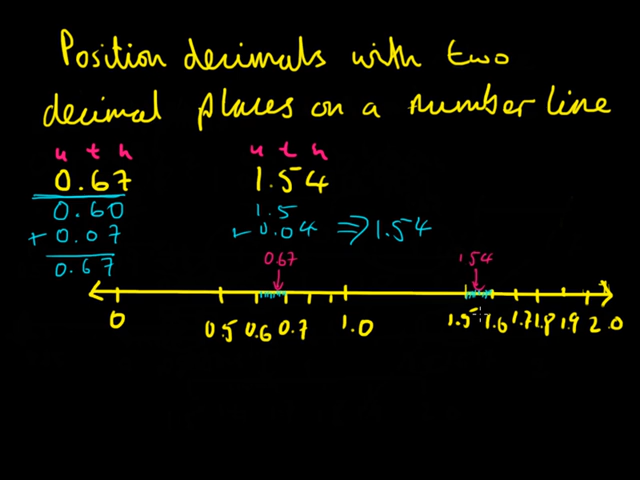 Position decimals with two
decimal places on a number line
u t h u t h
0.67 1.54
0.60 1.5
+ 0.07 + 0.04 ⇒ 1.54
0.67
0.67 1.54
0 0.5 0.6 0.7 1.0 1.5 1.6 1.7 1.8 1.9 2.0